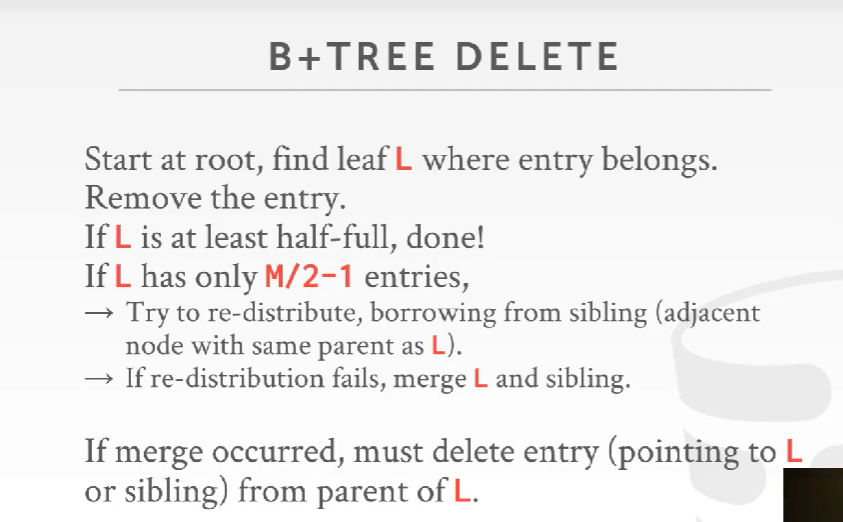 B+TREE DELETE
Start at root, find leaf L where entry belongs.
Remove the entry.
If L is at least half-full, done!
If L has only M/2-1 entries,
→ Try to re-distribute, borrowing from sibling (adjacent
node with same parent as L).
→ If re-distribution fails, merge L and sibling.
If merge occurred, must delete entry (pointing to L
or sibling) from parent of L.